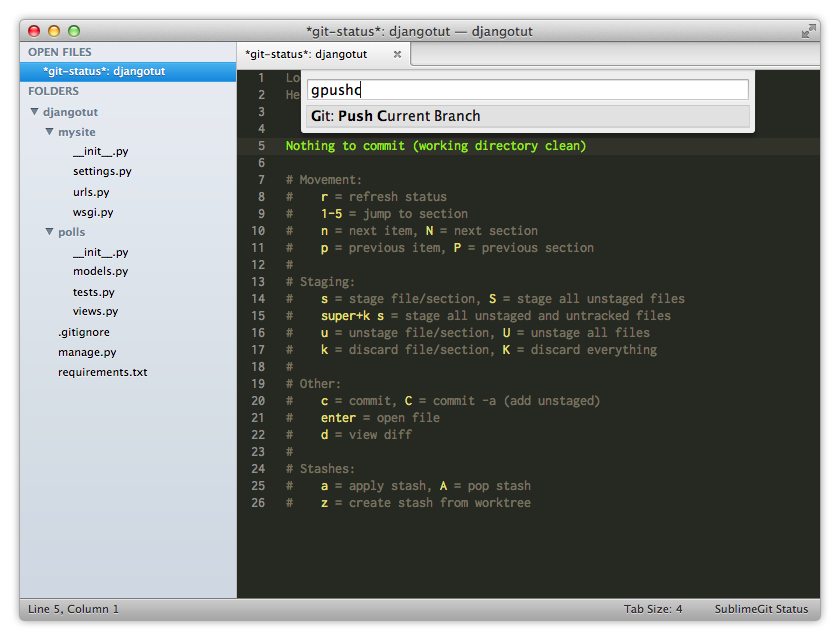 *git-status*: djangotut — djangotut
OPEN FILES
*git-status*: djangotut
FOLDERS
djangotut
mysite
__init__.py
settings.py
urls.py
wsgi.py
polls
__init__.py
models.py
tests.py
views.py
.gitignore
manage.py
requirements.txt
*git-status*: djangotut ×
gpushc
Git: Push Current Branch
1 Lo
2 He
3
4
5 Nothing to commit (working directory clean)
6
7 # Movement:
8 # r = refresh status
9 # 1-5 = jump to section
10 # n = next item, N = next section
11 # p = previous item, P = previous section
12 #
13 # Staging:
14 # s = stage file/section, S = stage all unstaged files
15 # super+k s = stage all unstaged and untracked files
16 # u = unstage file/section, U = unstage all files
17 # k = discard file/section, K = discard everything
18 #
19 # Other:
20 # c = commit, C = commit -a (add unstaged)
21 # enter = open file
22 # d = view diff
23 #
24 # Stashes:
25 # a = apply stash, A = pop stash
26 # z = create stash from worktree
Line 5, Column 1
Tab Size: 4
SublimeGit Status